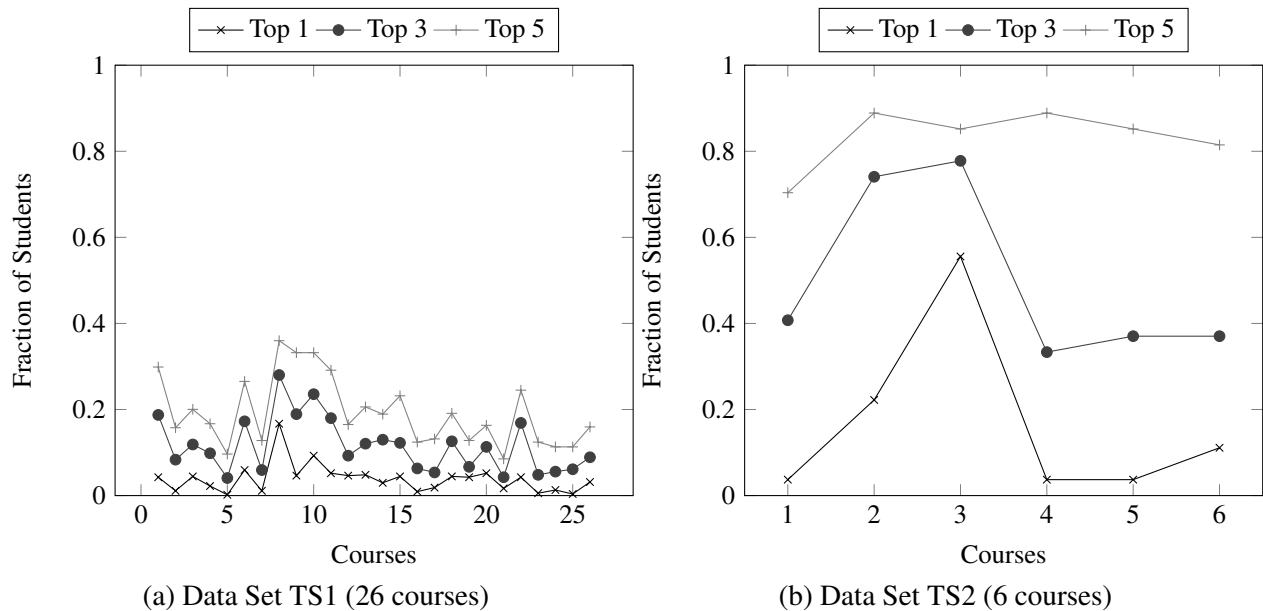 Top 1 Top 3 Top 5
1
0.8
0.6
0.4
0.2
0
0 5 10 15 20 25
Fraction of Students
Courses
(a) Data Set TS1 (26 courses)
Top 1 Top 3 Top 5
1
0.8
0.6
0.4
0.2
0
1 2 3 4 5 6
Fraction of Students
Courses
(b) Data Set TS2 (6 courses)